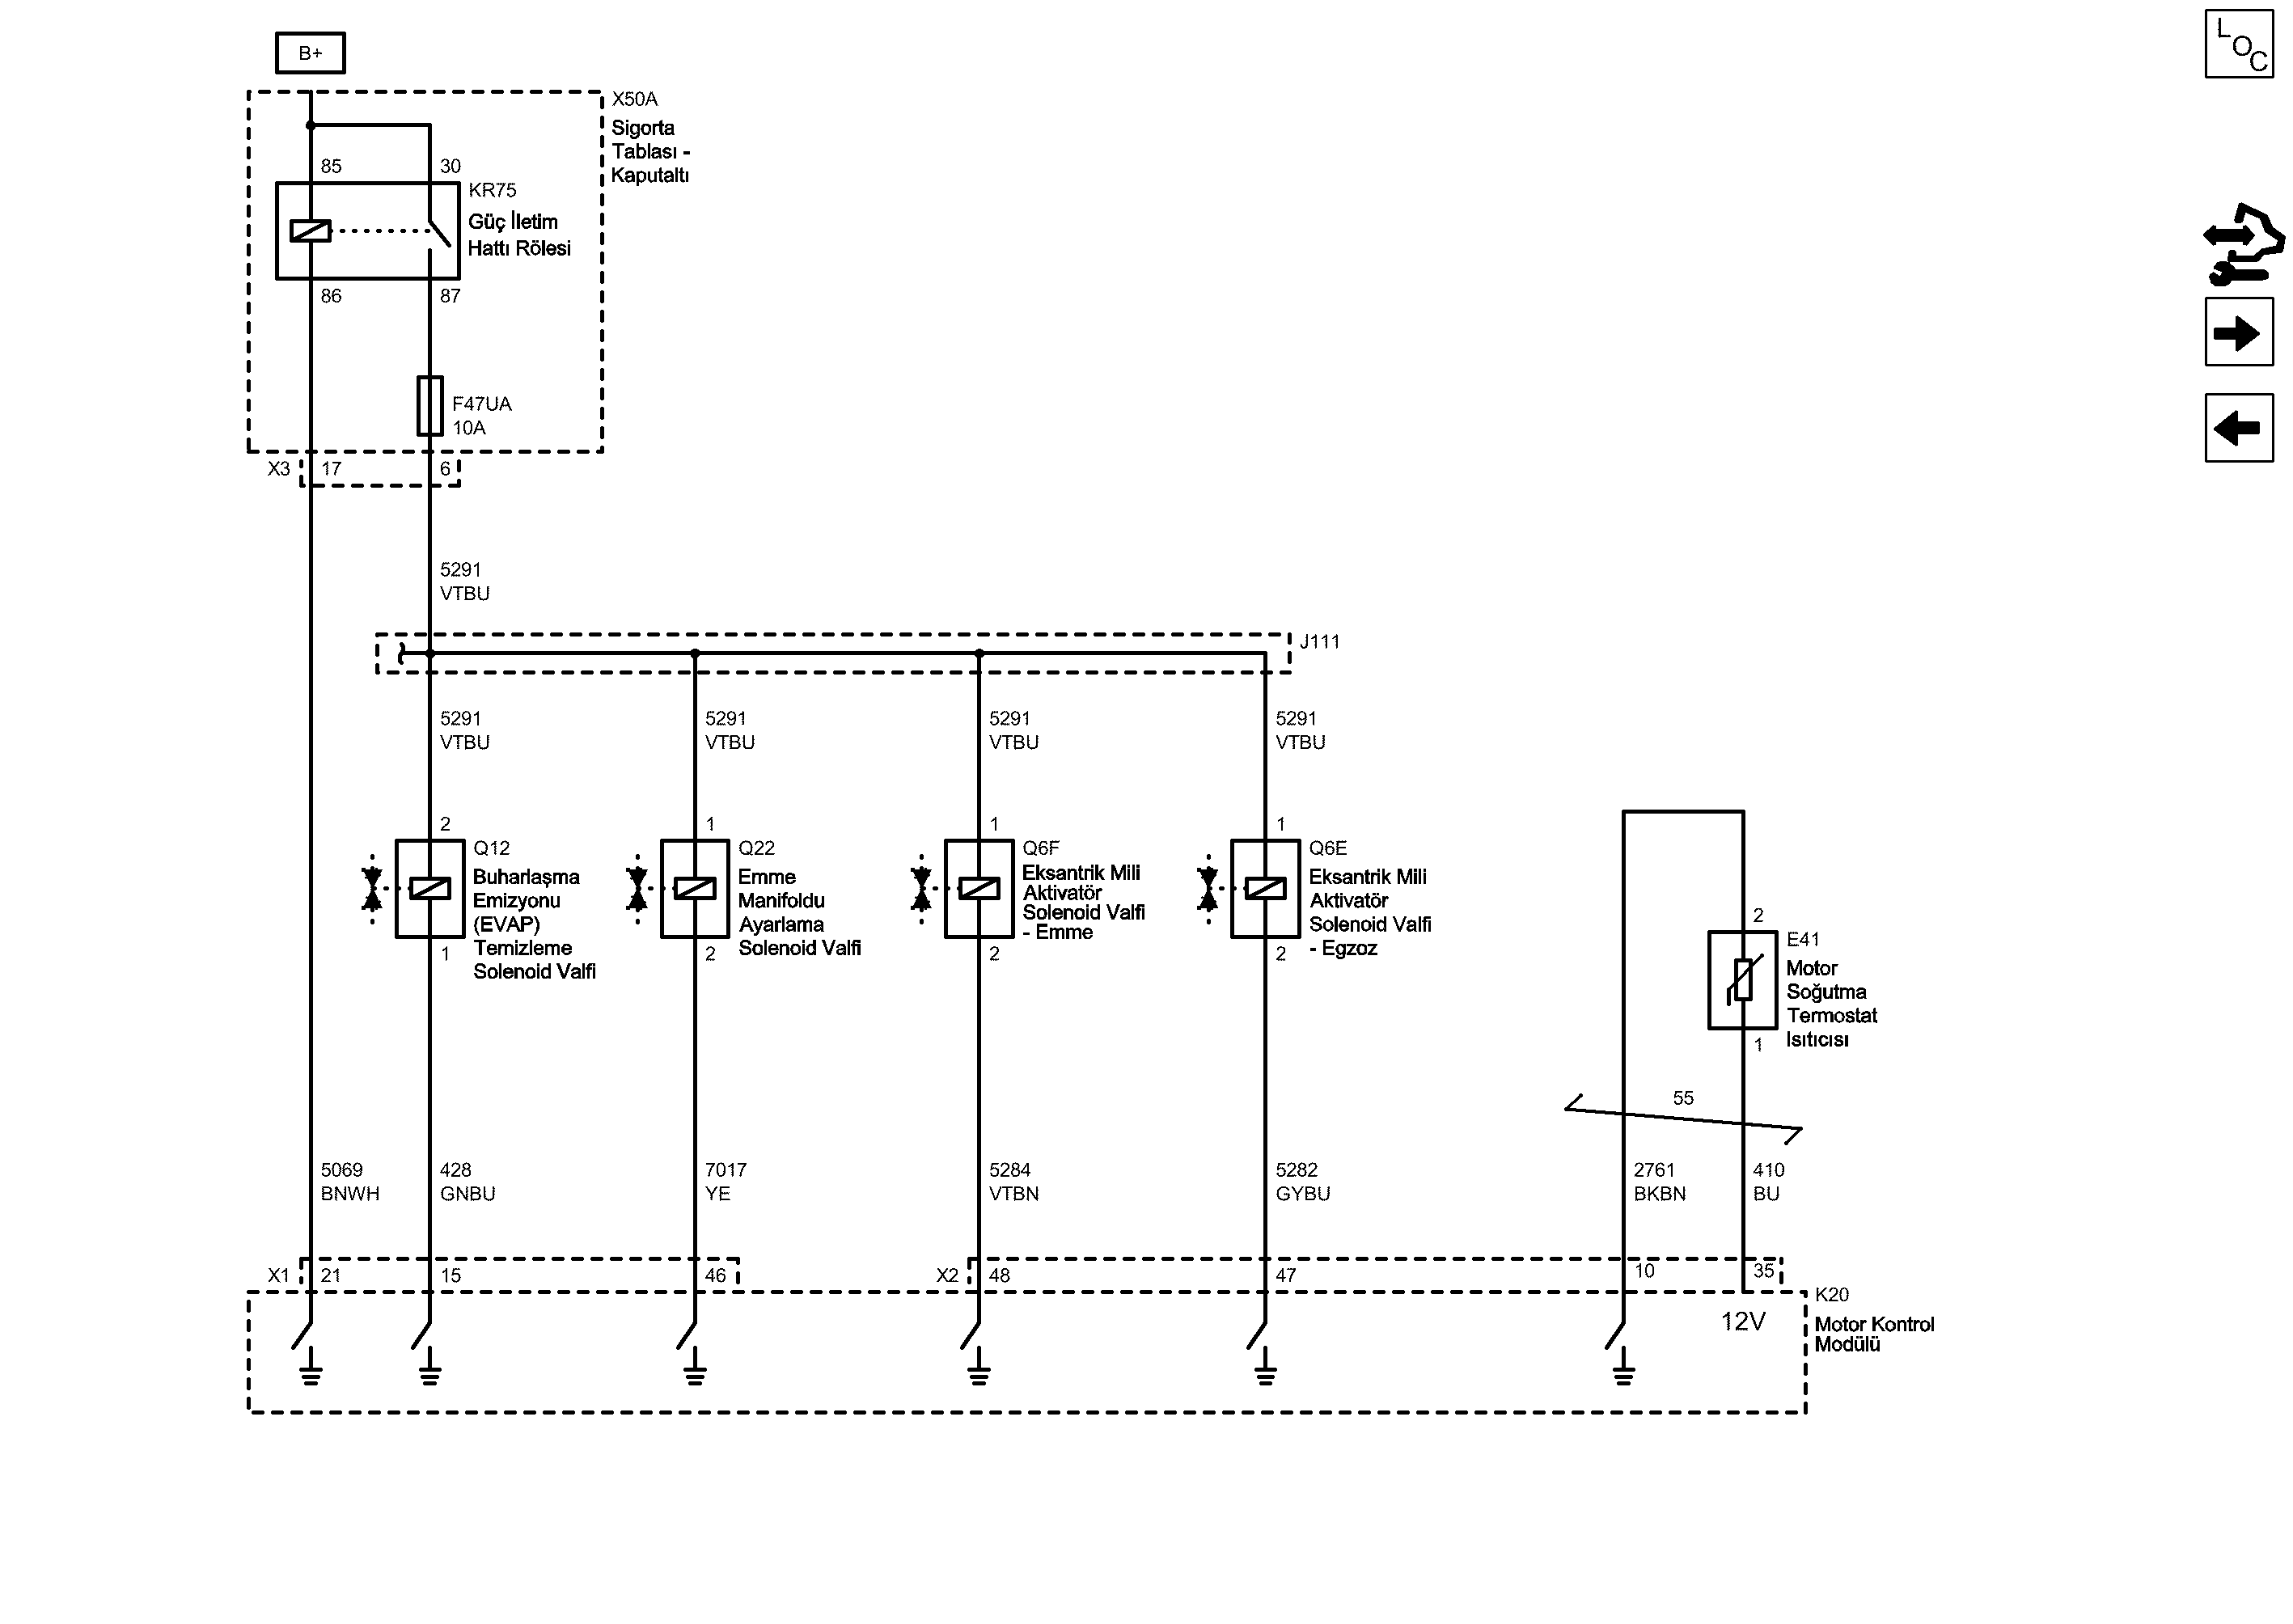 B+
L
O
C
X50A
Sigorta
Tablası -
Kaputaltı
85
30
KR75
Güç İletim
Hattı Rölesi
86
87
F47UA
10A
X3
17
6
5291
VTBU
J111
5291
VTBU
5291
VTBU
5291
VTBU
5291
VTBU
2
Q12
Buharlaşma
Emizyonu
(EVAP)
Temizleme
Solenoid Valfi
1
1
Q22
Emme
Manifoldu
Ayarlama
Solenoid Valfi
2
1
Q6F
Eksantrik Mili
Aktivatör
Solenoid Valfi
- Emme
2
1
Q6E
Eksantrik Mili
Aktivatör
Solenoid Valfi
- Egzoz
2
2
E41
Motor
Soğutma
Termostat
Isıtıcısı
1
55
5069
BNWH
428
GNBU
7017
YE
5284
VTBN
5282
GYBU
2761
BKBN
410
BU
X1
21
15
46
X2
48
47
10
35
K20
12V
Motor Kontrol
Modülü